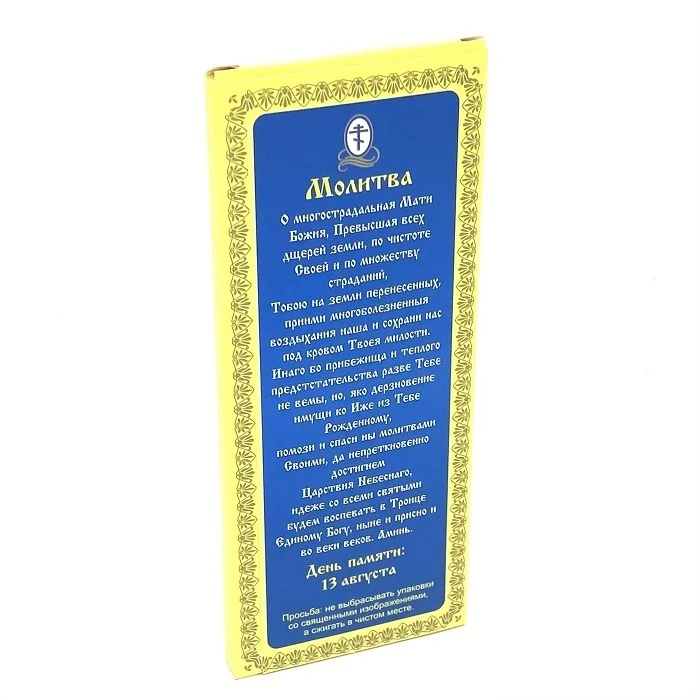 Молитва
О многострадальная Мати
Божия, Превысшая всех
дщерей земли, по чистоте
Своей и по множеству
страданий,
Тобою на земли перенесенных,
приими многоболезненныя
воздыхания наша и сохрани нас
под кровом Твоея милости.
Инаго бо прибежища и теплого
предстстательства разве Тебе
не вемы, но, яко дерзновение
имущи ко Иже из Тебе
Рожденному,
помози и спаси ны молитвами
Своими, да непреткновенно
достигнем
Царствия Небеснаго,
идеже со всеми святыми
будем воспевать в Троице
Единому Богу, ныне и присно и
во веки веков. Аминь.
День памяти:
13 августа
Просьба: не выбрасывать упаковки
со священными изображениями,
а сжигать в чистом месте.